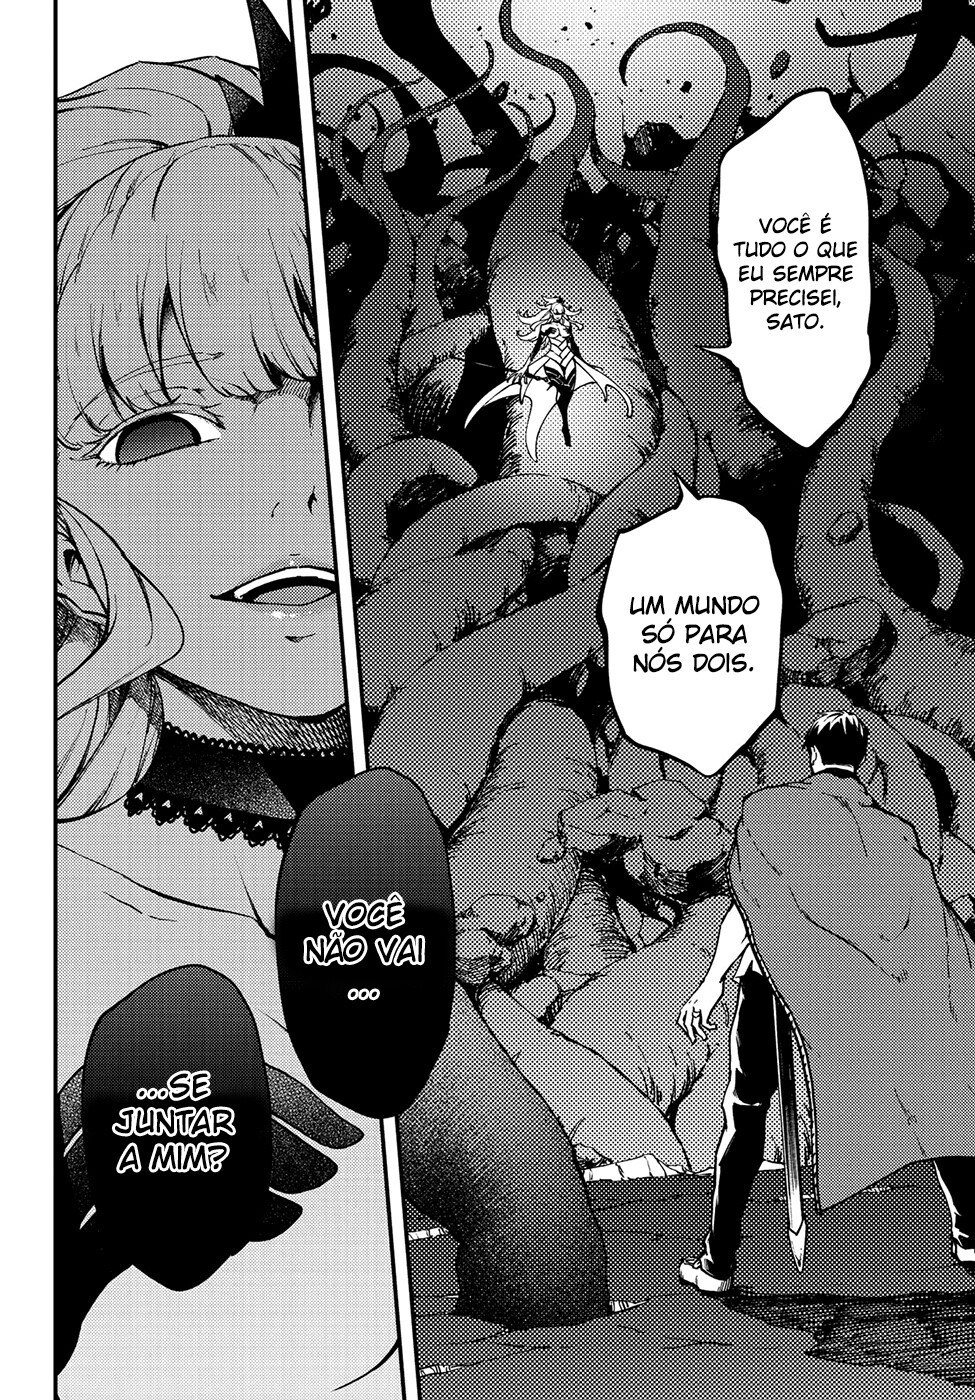 VOCÊ É
TUDO O QUE
EU SEMPRE
PRECISEI,
SATO.
UM MUNDO
SÓ PARA
NÓS DOIS.
VOCÊ
NÃO VAI
...
...SE
JUNTAR
A MIM?